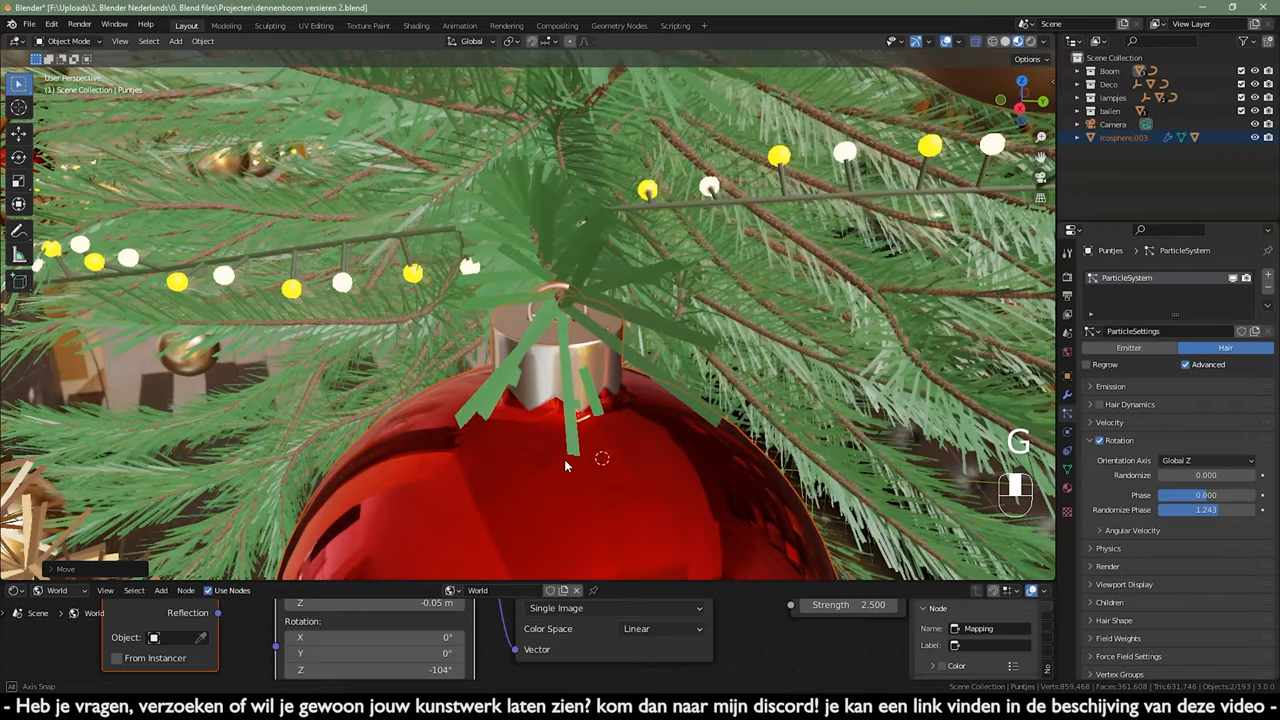 Blender* [F:\Uploads\2. Blender Nederlands\0. Blend files\Projecten\dennenboom versieren 2.blend]
File Edit Render Window Help Layout Modeling Sculpting UV Editing Texture Paint Shading Animation Rendering Compositing Geometry Nodes Scripting + Scene View Layer
Object Mode View Select Add Object Global
Options
User Perspective
(1) Scene Collection | Puntjes
Scene Collection
Boom
Deco
lampjes
ballen
Camera
Icosphere.003
Puntjes > ParticleSystem
ParticleSystem
ParticleSettings
Emitter Hair
Regrow Advanced
Emission
Hair Dynamics
Velocity
Rotation
Orientation Axis Global Z
Randomize 0.000
Phase 0.000
Randomize Phase 1.243
Angular Velocity
Physics
Render
Viewport Display
Children
Hair Shape
Field Weights
Force Field Settings
Vertex Groups
G
Move
World View Select Add Node Use Nodes World
Scene > World
Reflection
Object:
From Instancer
Z -0.05 m
Rotation:
X 0°
Y 0°
Z -104°
Single Image
Color Space Linear
Vector
Strength 2.500
Node
Name: Mapping
Label:
Color
No
Alt Axis Snap
Scene Collection | Puntjes | Verts:859,468 | Faces:361,608 | Tris:631,746 | Objects:2/193 | 3.0.0
- Heb je vragen, verzoeken of wil je gewoon jouw kunstwerk laten zien? kom dan naar mijn discord! je kan een link vinden in de beschijving van deze video -